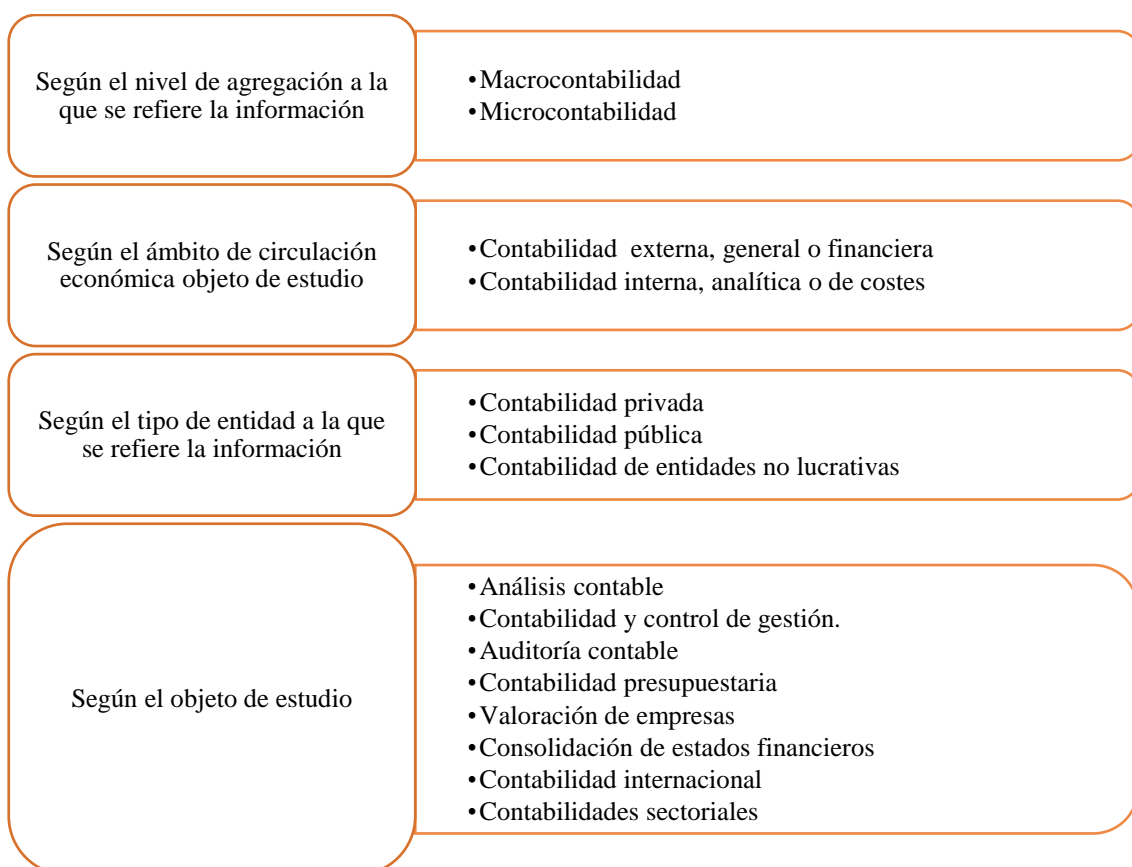 Según el nivel de agregación a la
que se refiere la información
•Macrocontabilidad
•Microcontabilidad
Según el ámbito de circulación
económica objeto de estudio
•Contabilidad externa, general o financiera
•Contabilidad interna, analítica o de costes
Según el tipo de entidad a la que
se refiere la información
•Contabilidad privada
•Contabilidad pública
•Contabilidad de entidades no lucrativas
Según el objeto de estudio
•Análisis contable
•Contabilidad y control de gestión.
•Auditoría contable
•Contabilidad presupuestaria
•Valoración de empresas
•Consolidación de estados financieros
•Contabilidad internacional
•Contabilidades sectoriales